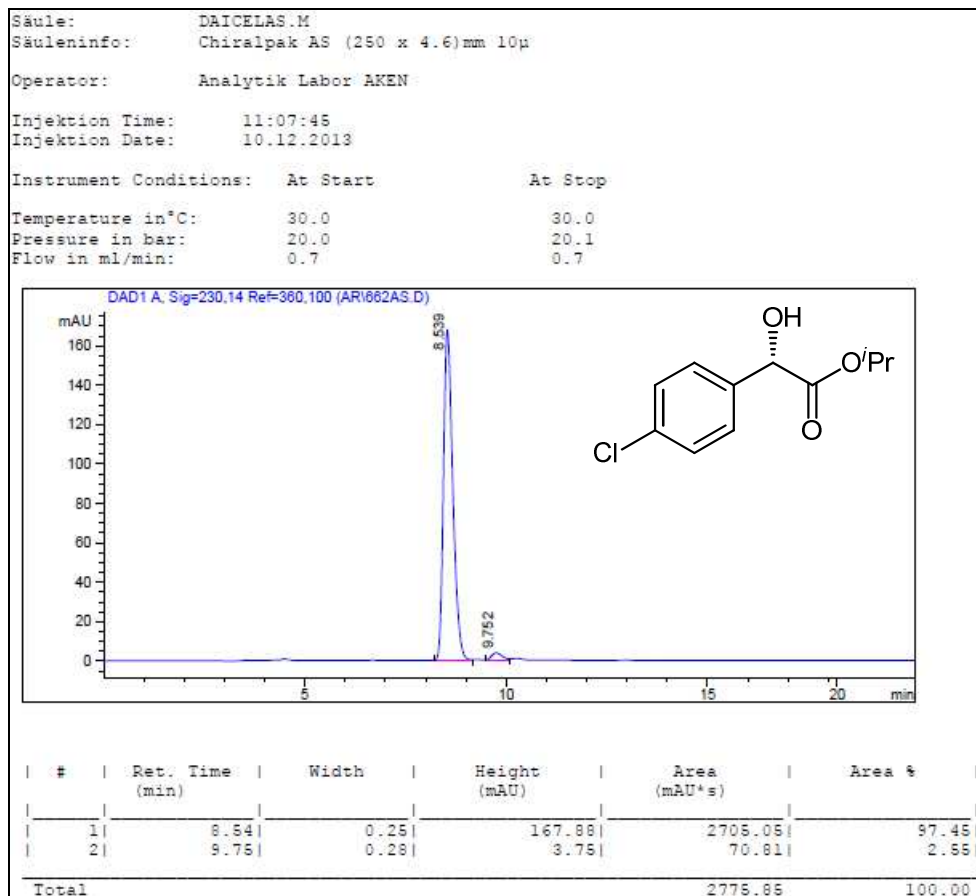 Säule: DAICELAS.M
Säuleninfo: Chiralpak AS (250 x 4.6)mm 10µ
Operator: Analytik Labor AKEN
Injektion Time: 11:07:45
Injektion Date: 10.12.2013
Instrument Conditions: At Start At Stop
Temperature in°C: 30.0 30.0
Pressure in bar: 20.0 20.1
Flow in ml/min: 0.7 0.7
DAD1 A, Sig=230,14 Ref=360,100 (AR\662AS.D)
mAU
160
140
120
100
80
60
40
20
0
8.539
9.752
OH
OⁱPr
O
Cl
5 10 15 20 min
| # | Ret. Time | Width | Height | Area | Area % |
(min) (mAU) (mAU*s)
| 1| 8.54| 0.25| 167.88| 2705.05| 97.45|
| 2| 9.75| 0.28| 3.75| 70.81| 2.55|
Total 2775.85 100.00